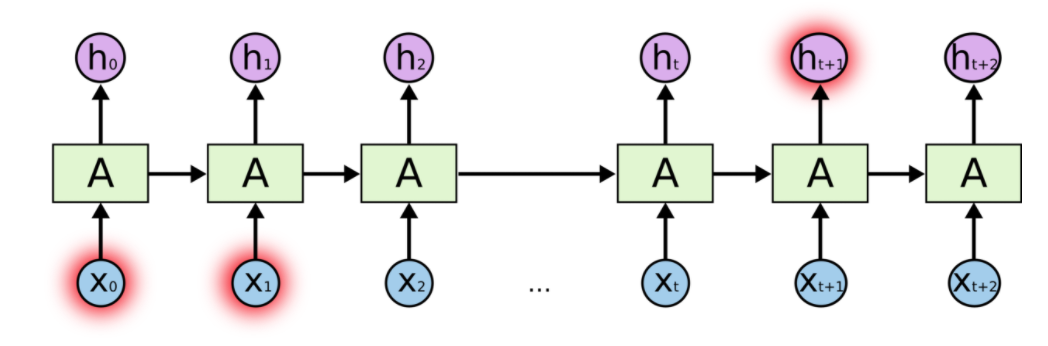 h₀ h₁ h₂ hₜ hₜ₊₁ hₜ₊₂
A A A A A A
x₀ x₁ x₂ ... xₜ xₜ₊₁ xₜ₊₂